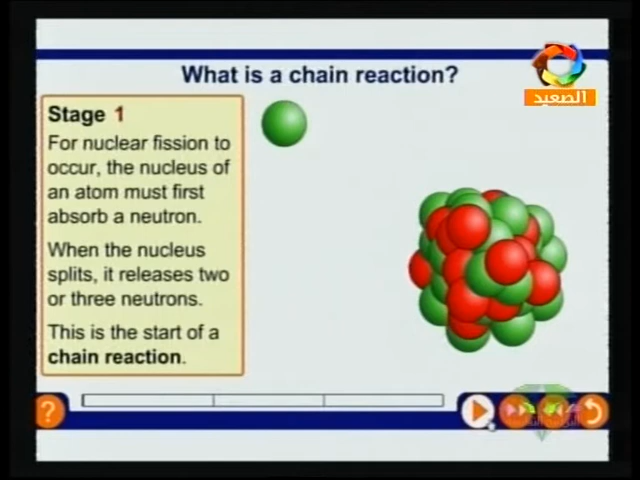 What is a chain reaction?
الصعيد
Stage 1
For nuclear fission to
occur, the nucleus of
an atom must first
absorb a neutron.
When the nucleus
splits, it releases two
or three neutrons.
This is the start of a
chain reaction.
?